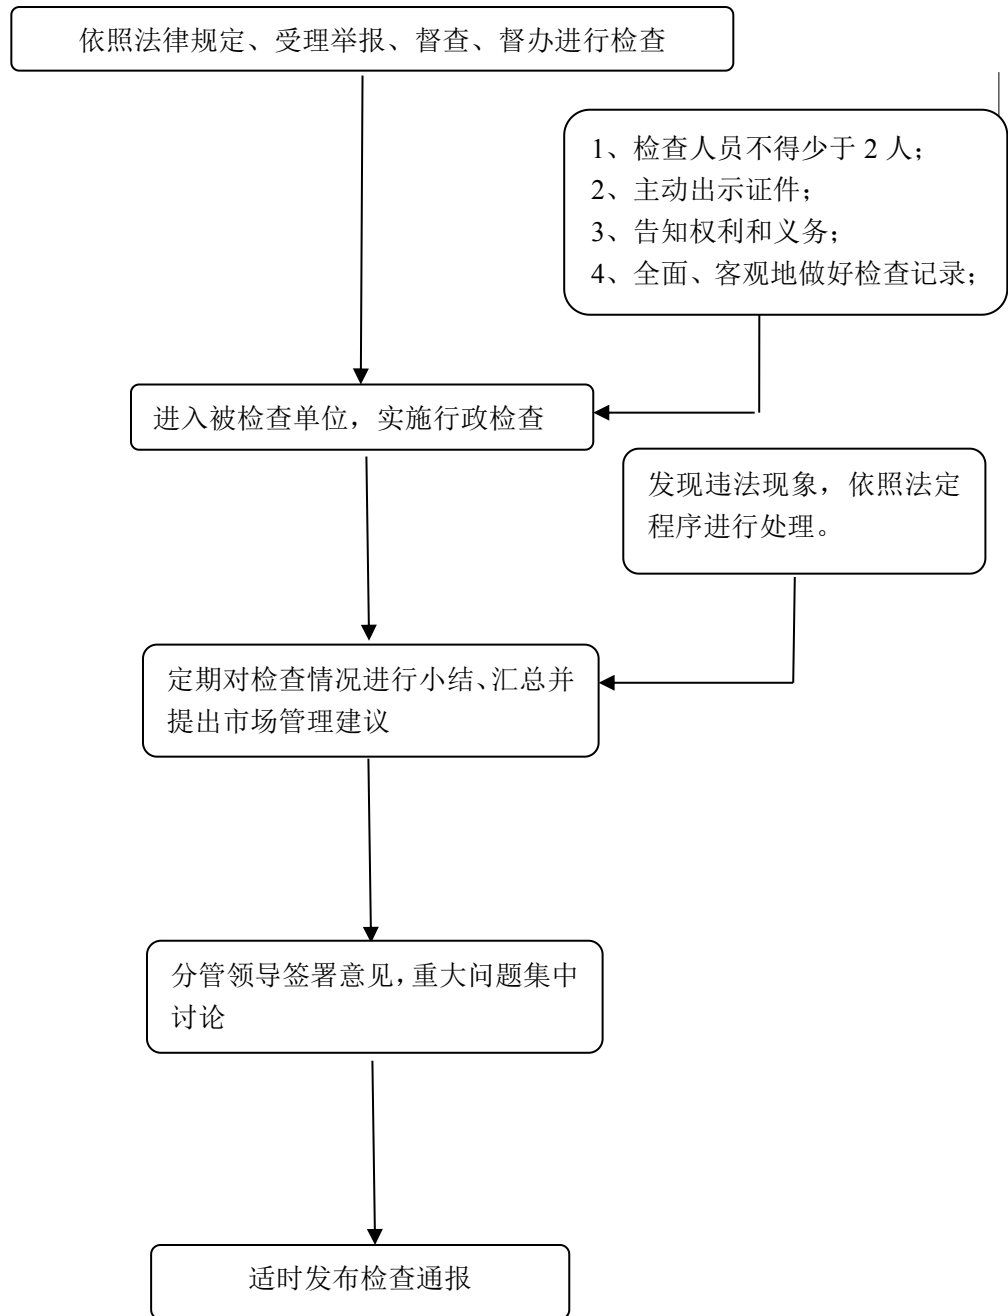 依照法律规定、受理举报、督查、督办进行检查
1、检查人员不得少于 2 人；
2、主动出示证件；
3、告知权利和义务；
4、全面、客观地做好检查记录；
进入被检查单位，实施行政检查
发现违法现象，依照法定
程序进行处理。
定期对检查情况进行小结、汇总并
提出市场管理建议
分管领导签署意见，重大问题集中
讨论
适时发布检查通报